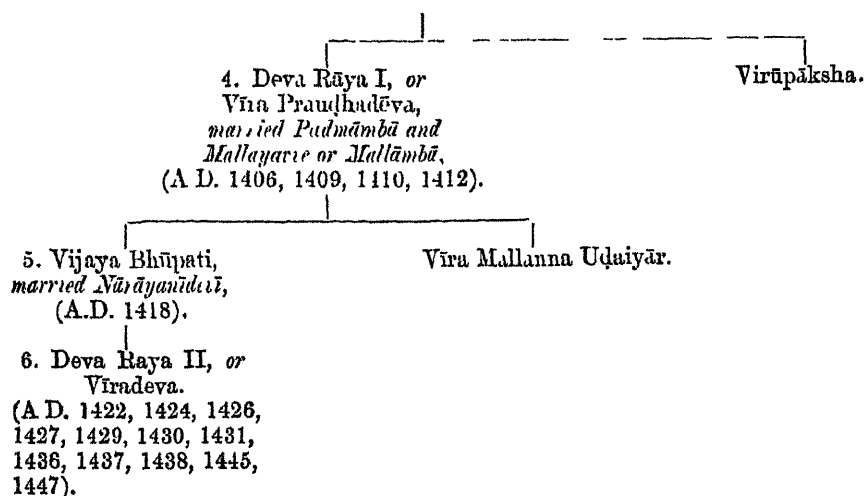 4. Deva Rāya I, or
Virūpāksha.
Vīra Prauḍhadēva,
married Padmāmbā and
Mallayavve or Mallāmbā,
(A.D. 1406, 1409, 1410, 1412).
5. Vijaya Bhūpati,
married Nārāyaṇīdēvī,
(A.D. 1418).
Vīra Mallanna Uḍaiyār.
6. Deva Raya II, or
Vīradeva.
(A D. 1422, 1424, 1426,
1427, 1429, 1430, 1431,
1436, 1437, 1438, 1445,
1447).